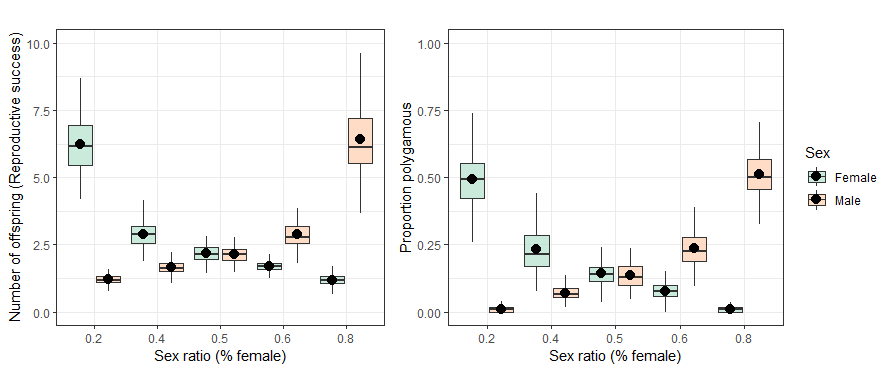 Number of offspring (Reproductive success)
10.0
7.5
5.0
2.5
0.0
0.2 0.4 0.5 0.6 0.8
Sex ratio (% female)
Proportion polygamous
1.00
0.75
0.50
0.25
0.00
0.2 0.4 0.5 0.6 0.8
Sex ratio (% female)
Sex
Female
Male